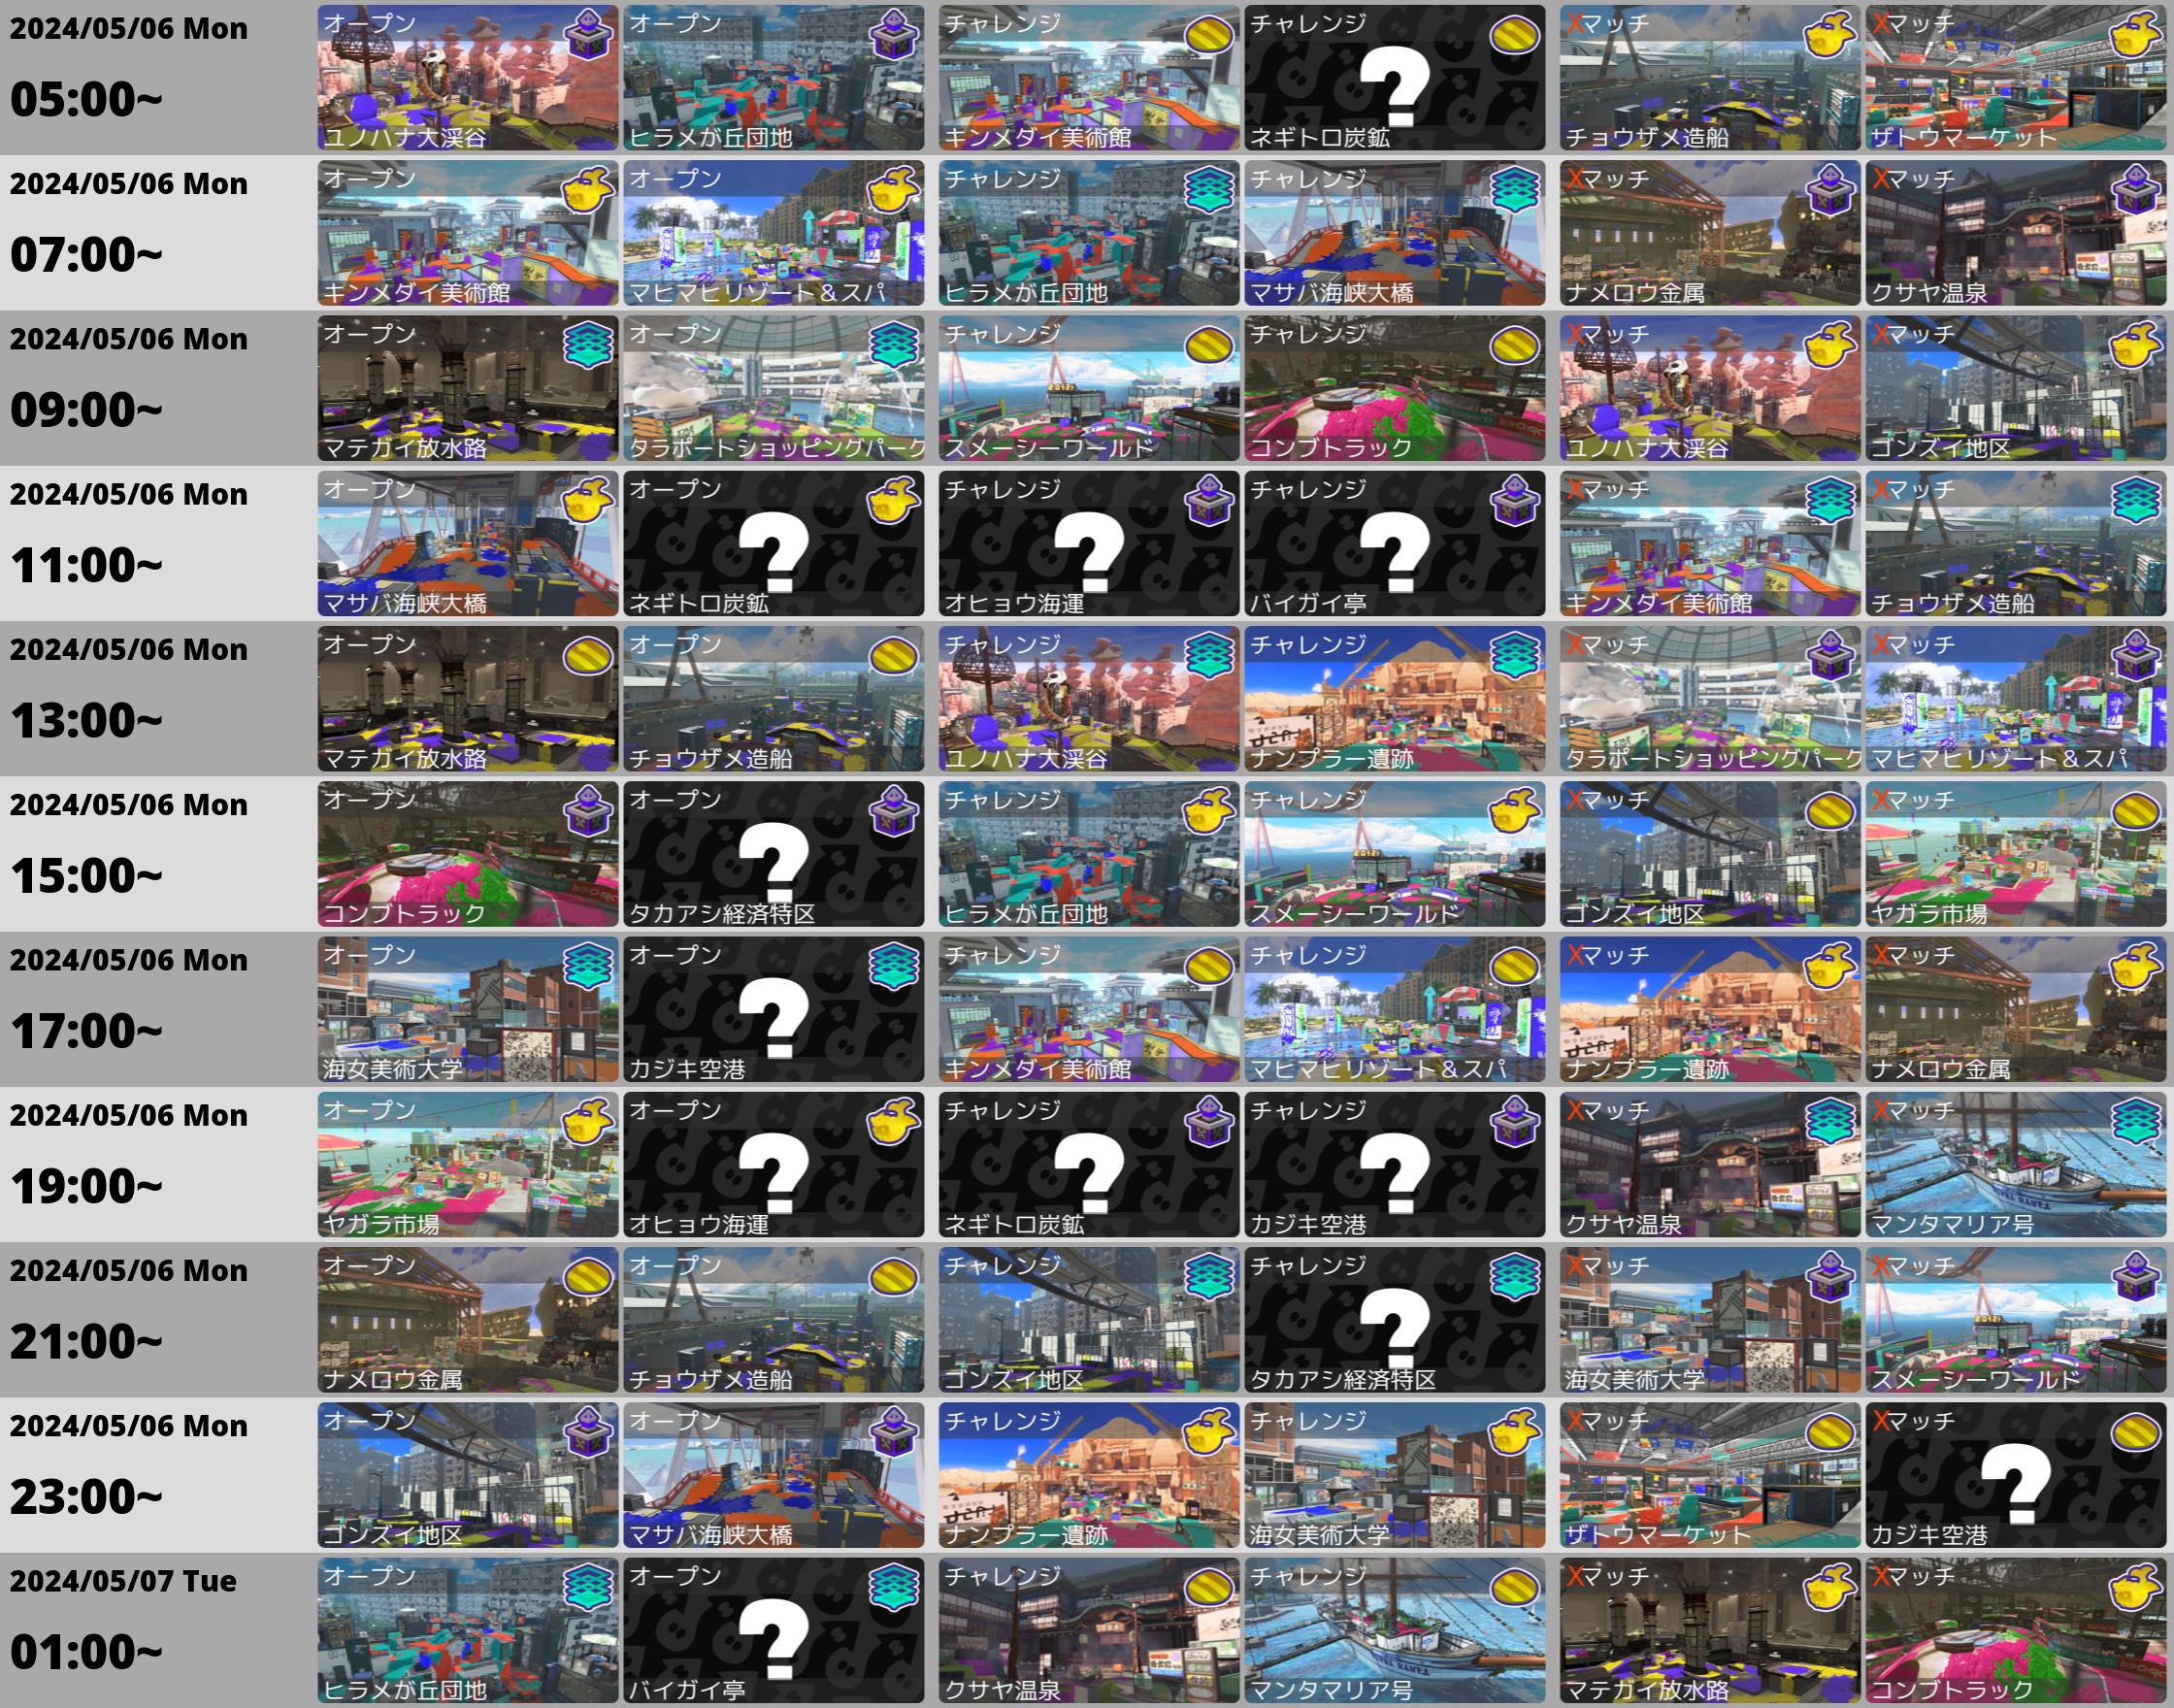 2024/05/06 Mon
05:00~
オープン
ユノハナ大渓谷
オープン
ヒラメが丘団地
チャレンジ
キンメダイ美術館
チャレンジ
?
ネギトロ炭鉱
Xマッチ
チョウザメ造船
Xマッチ
ザトウマーケット
2024/05/06 Mon
07:00~
オープン
キンメダイ美術館
オープン
マヒマヒリゾート&スパ
チャレンジ
ヒラメが丘団地
チャレンジ
マサバ海峡大橋
Xマッチ
ナメロウ金属
Xマッチ
クサヤ温泉
2024/05/06 Mon
09:00~
オープン
マテガイ放水路
オープン
タラポートショッピングパーク
チャレンジ
スメーシーワールド
チャレンジ
コンブトラック
Xマッチ
ユノハナ大渓谷
Xマッチ
ゴンズイ地区
2024/05/06 Mon
11:00~
オープン
マサバ海峡大橋
オープン
?
ネギトロ炭鉱
チャレンジ
?
オヒョウ海運
チャレンジ
?
バイガイ亭
Xマッチ
キンメダイ美術館
Xマッチ
チョウザメ造船
2024/05/06 Mon
13:00~
オープン
マテガイ放水路
オープン
チョウザメ造船
チャレンジ
ユノハナ大渓谷
チャレンジ
ナンプラー遺跡
Xマッチ
タラポートショッピングパーク
Xマッチ
マヒマヒリゾート&スパ
2024/05/06 Mon
15:00~
オープン
コンブトラック
オープン
?
タカアシ経済特区
チャレンジ
ヒラメが丘団地
チャレンジ
スメーシーワールド
Xマッチ
ゴンズイ地区
Xマッチ
ヤガラ市場
2024/05/06 Mon
17:00~
オープン
海女美術大学
オープン
?
カジキ空港
チャレンジ
キンメダイ美術館
チャレンジ
マヒマヒリゾート&スパ
Xマッチ
ナンプラー遺跡
Xマッチ
ナメロウ金属
2024/05/06 Mon
19:00~
オープン
ヤガラ市場
オープン
?
オヒョウ海運
チャレンジ
?
ネギトロ炭鉱
チャレンジ
?
カジキ空港
Xマッチ
クサヤ温泉
Xマッチ
マンタマリア号
2024/05/06 Mon
21:00~
オープン
ナメロウ金属
オープン
チョウザメ造船
チャレンジ
ゴンズイ地区
チャレンジ
?
タカアシ経済特区
Xマッチ
海女美術大学
Xマッチ
スメーシーワールド
2024/05/06 Mon
23:00~
オープン
ゴンズイ地区
オープン
マサバ海峡大橋
チャレンジ
ナンプラー遺跡
チャレンジ
海女美術大学
Xマッチ
ザトウマーケット
Xマッチ
?
カジキ空港
2024/05/07 Tue
01:00~
オープン
ヒラメが丘団地
オープン
?
バイガイ亭
チャレンジ
クサヤ温泉
チャレンジ
マンタマリア号
Xマッチ
マテガイ放水路
Xマッチ
コンブトラック